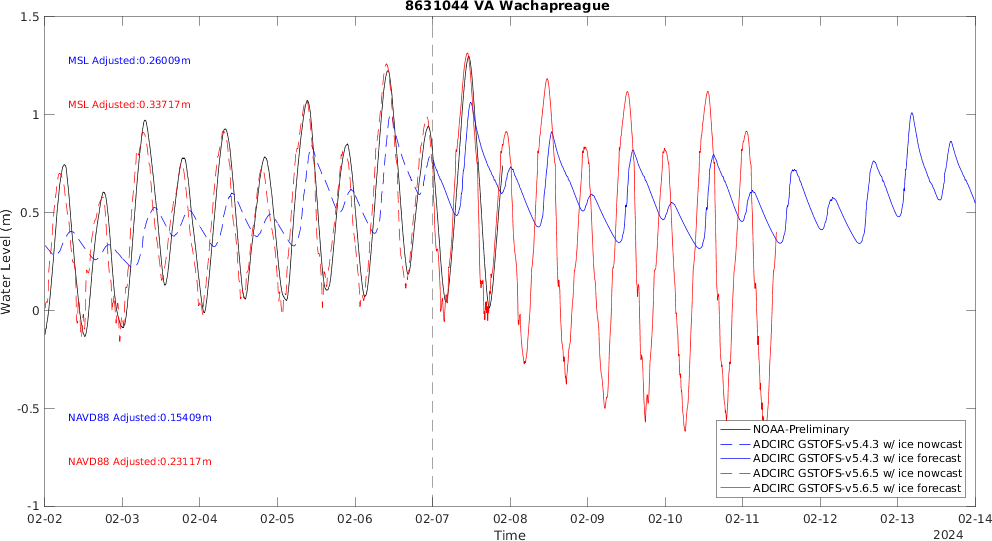 8631044 VA Wachapreague
1.5
1
0.5
0
-0.5
-1
Water Level (m)
MSL Adjusted:0.26009m
MSL Adjusted:0.33717m
NAVD88 Adjusted:0.15409m
NAVD88 Adjusted:0.23117m
NOAA-Preliminary
ADCIRC GSTOFS-v5.4.3 w/ ice nowcast
ADCIRC GSTOFS-v5.4.3 w/ ice forecast
ADCIRC GSTOFS-v5.6.5 w/ ice nowcast
ADCIRC GSTOFS-v5.6.5 w/ ice forecast
02-02 02-03 02-04 02-05 02-06 02-07 02-08 02-09 02-10 02-11 02-12 02-13 02-14
Time
2024